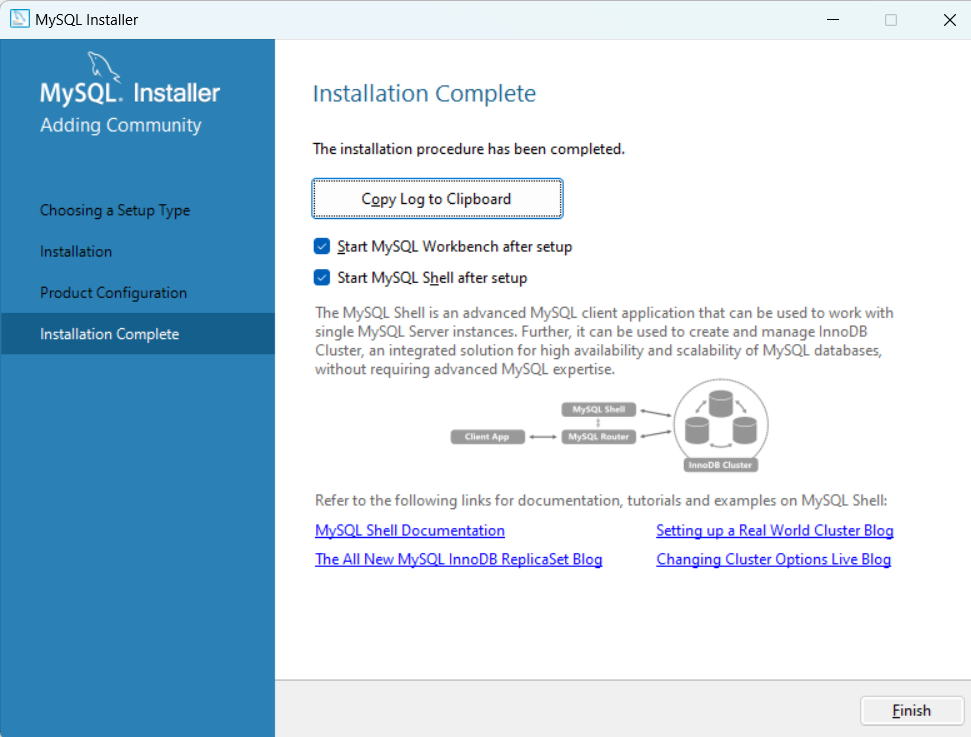 MySQL Installer
MySQL. Installer
Adding Community
Choosing a Setup Type
Installation
Product Configuration
Installation Complete
Installation Complete
The installation procedure has been completed.
Copy Log to Clipboard
Start MySQL Workbench after setup
Start MySQL Shell after setup
The MySQL Shell is an advanced MySQL client application that can be used to work with
single MySQL Server instances. Further, it can be used to create and manage InnoDB
Cluster, an integrated solution for high availability and scalability of MySQL databases,
without requiring advanced MySQL expertise.
MySQL Shell
Client App
MySQL Router
InnoDB Cluster
Refer to the following links for documentation, tutorials and examples on MySQL Shell:
MySQL Shell Documentation
Setting up a Real World Cluster Blog
The All New MySQL InnoDB ReplicaSet Blog
Changing Cluster Options Live Blog
Finish